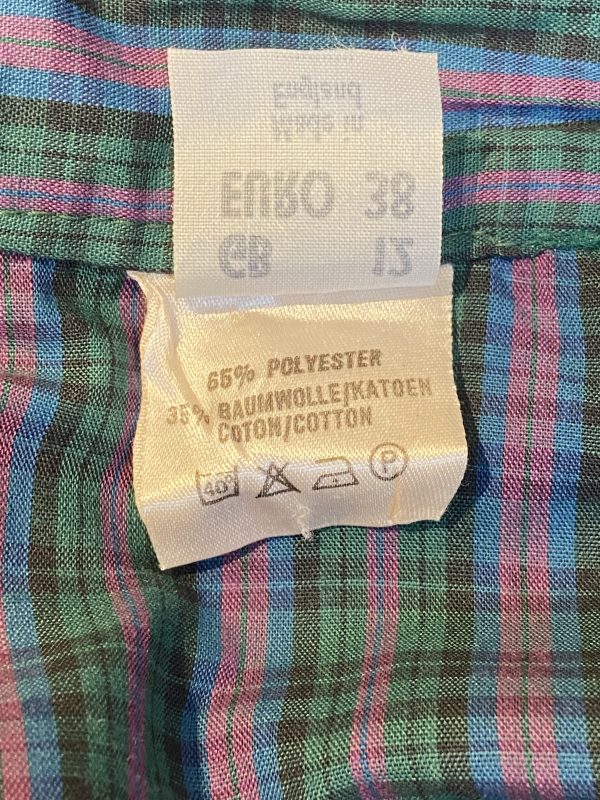 GB 12
EURO 38
Made in
England
65% POLYESTER
35% BAUMWOLLE/KATOEN
COTON/COTTON
40° P